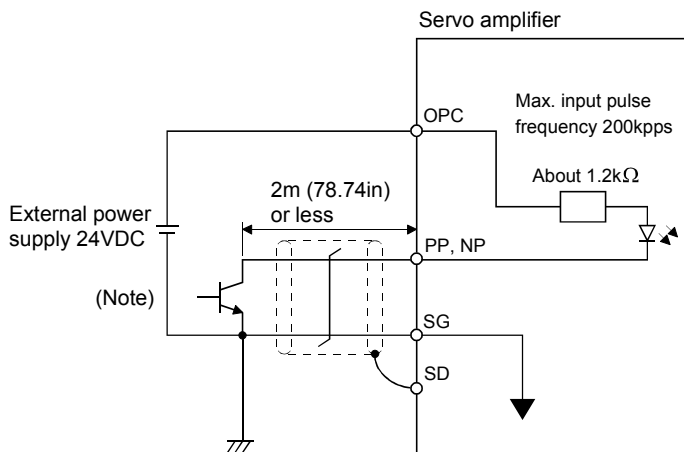 Servo amplifier
OPC
Max. input pulse
frequency 200kpps
About 1.2kΩ
2m (78.74in)
or less
External power
supply 24VDC
PP, NP
(Note)
SG
SD